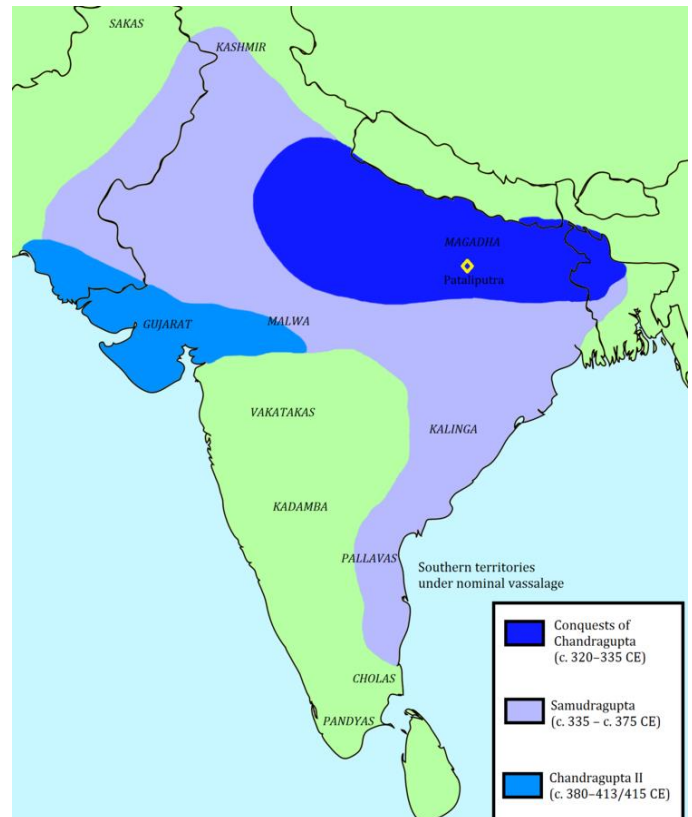 SAKAS
KASHMIR
MAGADHA
Pataliputra
GUJARAT
MALWA
VAKATAKAS
KALINGA
KADAMBA
PALLAVAS
Southern territories
under nominal vassalage
CHOLAS
PANDYAS
Conquests of
Chandragupta
(c. 320–335 CE)
Samudragupta
(c. 335 – c. 375 CE)
Chandragupta II
(c. 380–413/415 CE)